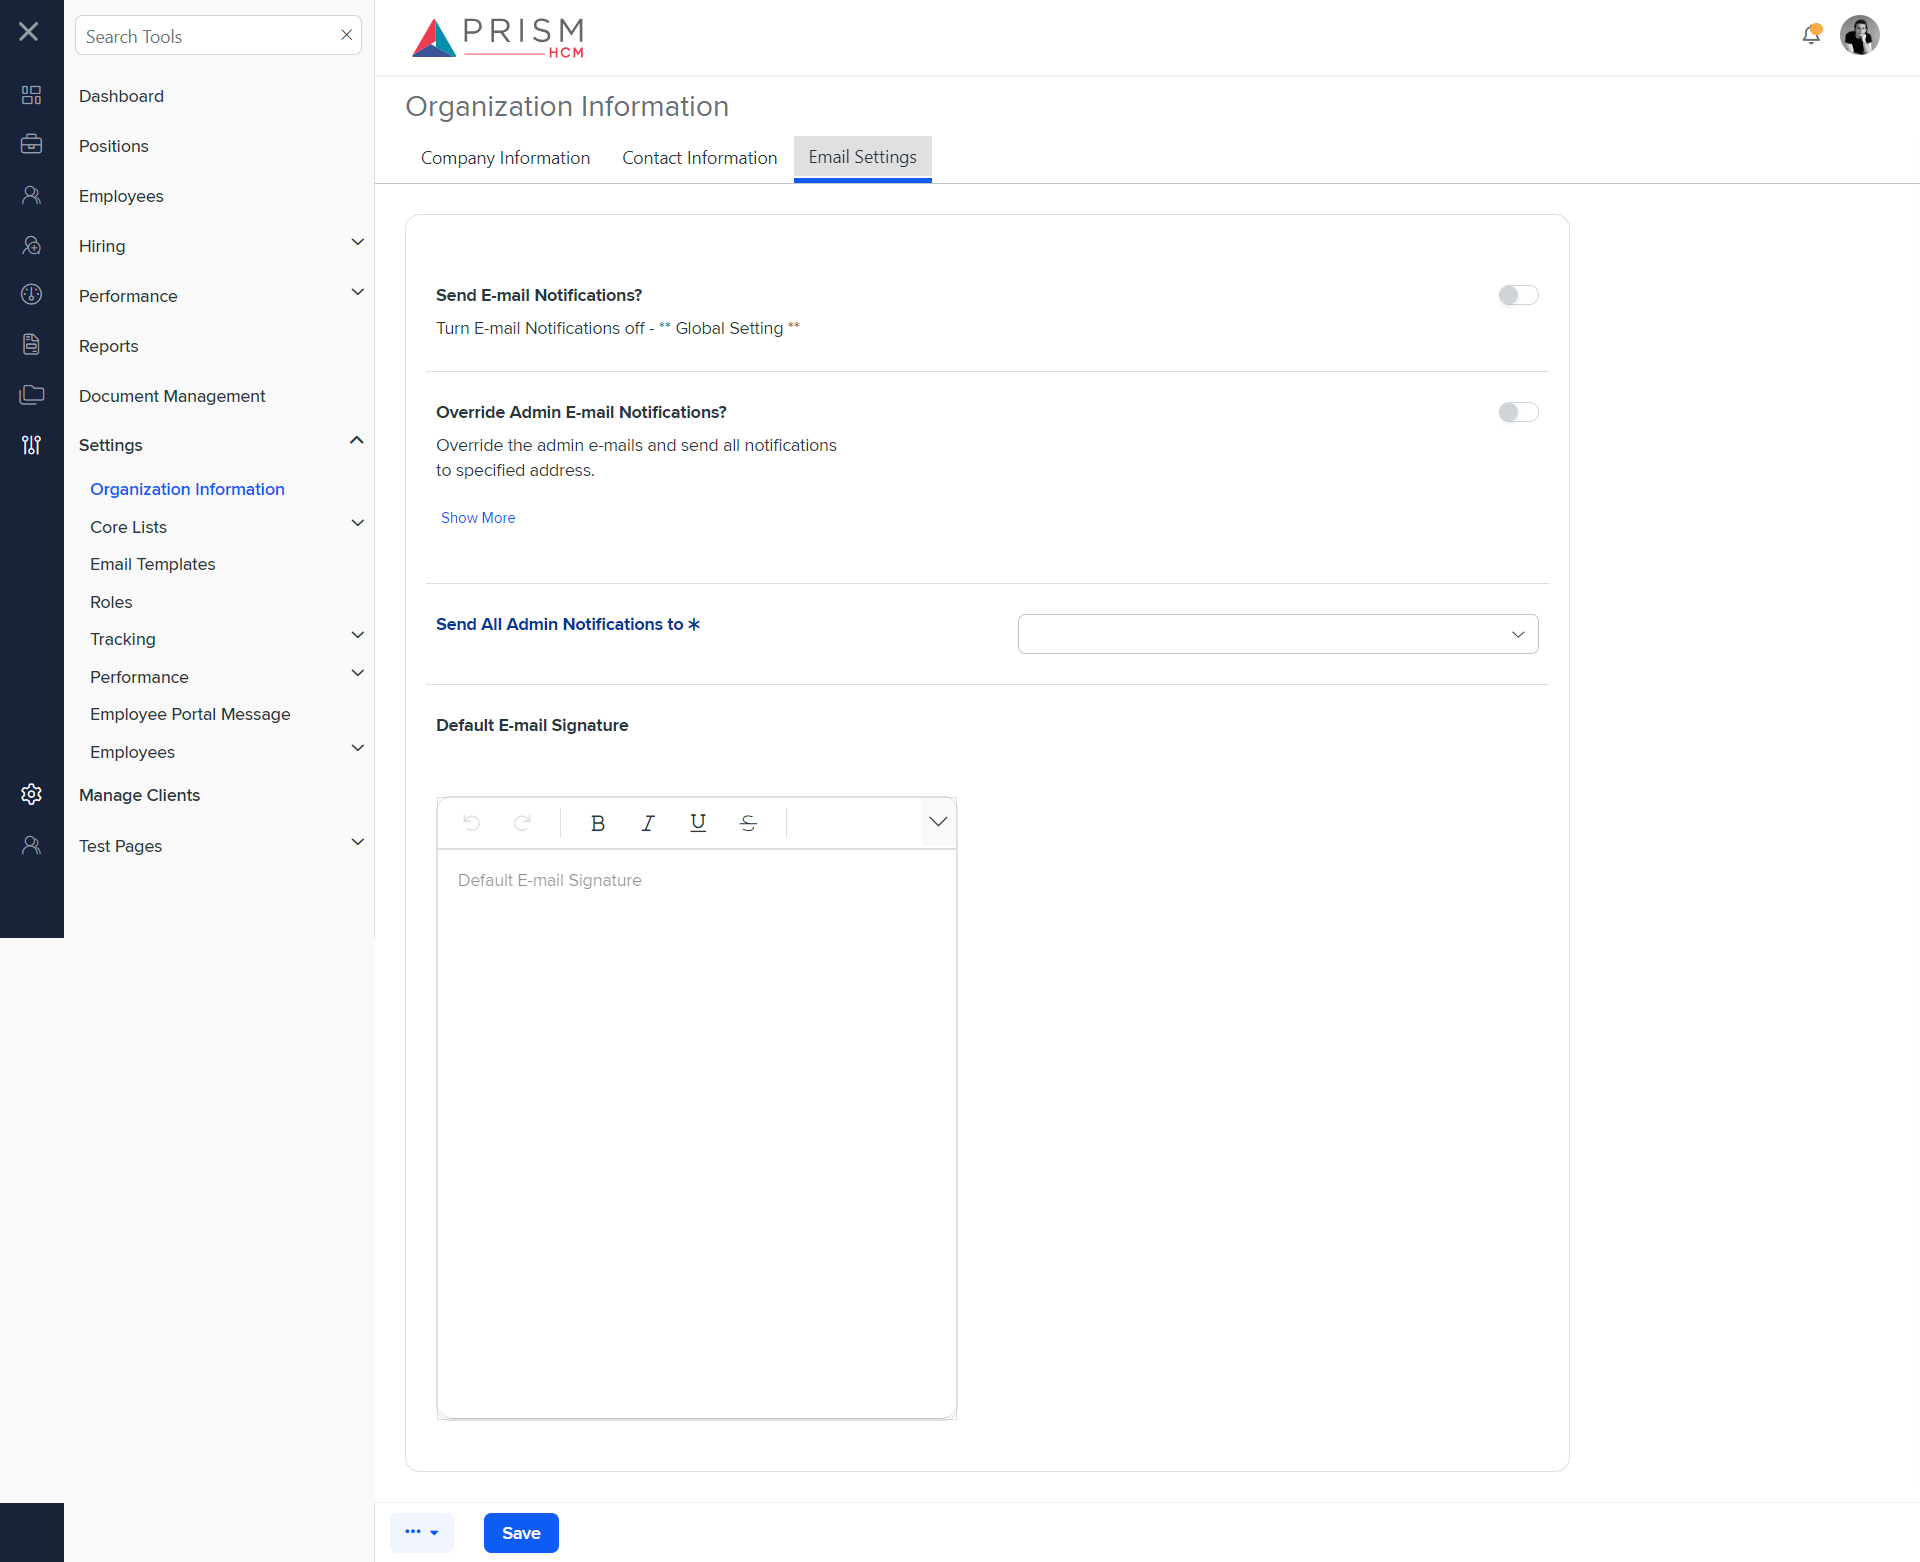 Search Tools
Dashboard
Positions
Employees
Hiring
Performance
Reports
Document Management
Settings
Organization Information
Core Lists
Email Templates
Roles
Tracking
Performance
Employee Portal Message
Employees
Manage Clients
Test Pages
PRISM
HCM
Organization Information
Company Information
Contact Information
Email Settings
Send E-mail Notifications?
Turn E-mail Notifications off - ** Global Setting **
Override Admin E-mail Notifications?
Override the admin e-mails and send all notifications
to specified address.
Show More
Send All Admin Notifications to *
Default E-mail Signature
B I U S
Default E-mail Signature
Save